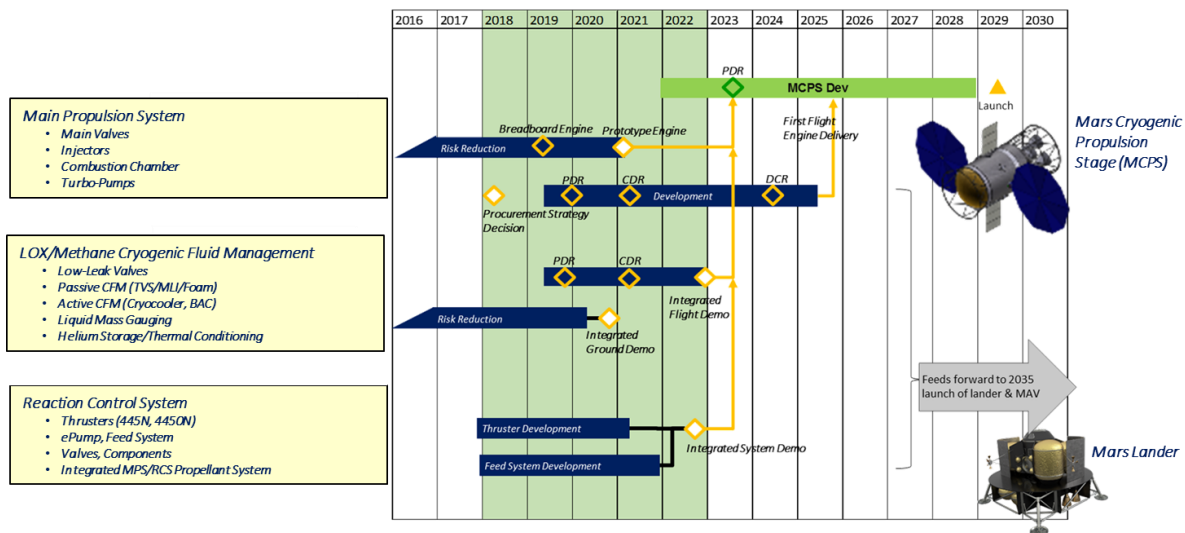 2016 2017 2018 2019 2020 2021 2022 2023 2024 2025 2026 2027 2028 2029 2030
PDR
MCPS Dev
Launch
Main Propulsion System
• Main Valves
• Injectors
• Combustion Chamber
• Turbo-Pumps
Breadboard Engine
Prototype Engine
First Flight
Engine Delivery
Risk Reduction
Mars Cryogenic
Propulsion
Stage (MCPS)
PDR
CDR
DCR
Development
Procurement Strategy
Decision
LOX/Methane Cryogenic Fluid Management
• Low-Leak Valves
• Passive CFM (TVS/MLI/Foam)
• Active CFM (Cryocooler, BAC)
• Liquid Mass Gauging
• Helium Storage/Thermal Conditioning
PDR
CDR
Integrated
Flight Demo
Risk Reduction
Integrated
Ground Demo
Feeds forward to 2035
launch of lander & MAV
Reaction Control System
• Thrusters (445N, 4450N)
• ePump, Feed System
• Valves, Components
• Integrated MPS/RCS Propellant System
Thruster Development
Integrated System Demo
Feed System Development
Mars Lander